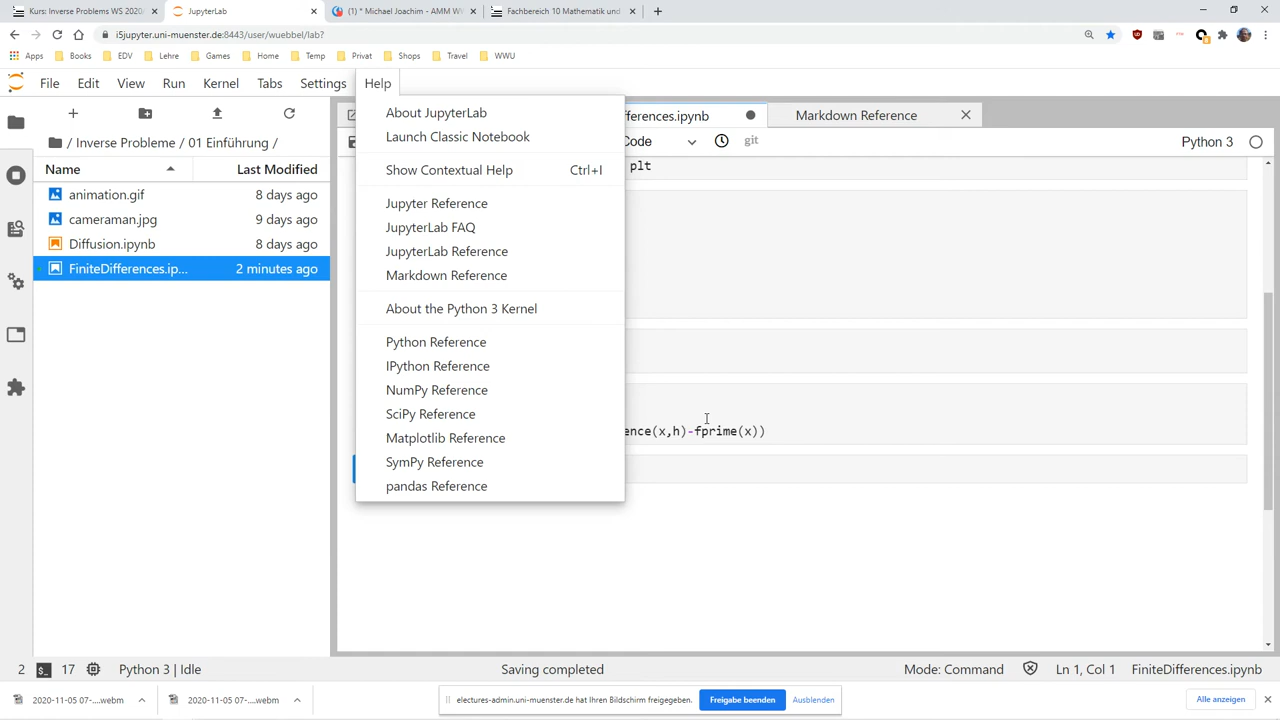 Kurs: Inverse Problems WS 2020/
JupyterLab
(1) * Michael Joachim - AMM W
Fachbereich 10 Mathematik und
i5jupyter.uni-muenster.de:8443/user/wuebbel/lab?
Apps
Books
EDV
Lehre
Games
Home
Temp
Privat
Shops
Travel
WWU
File
Edit
View
Run
Kernel
Tabs
Settings
Help
/ Inverse Probleme / 01 Einführung /
Name
Last Modified
animation.gif
8 days ago
cameraman.jpg
9 days ago
Diffusion.ipynb
8 days ago
FiniteDifferences.ip...
2 minutes ago
About JupyterLab
Launch Classic Notebook
Show Contextual Help
Ctrl+I
Jupyter Reference
JupyterLab FAQ
JupyterLab Reference
Markdown Reference
About the Python 3 Kernel
Python Reference
IPython Reference
NumPy Reference
SciPy Reference
Matplotlib Reference
SymPy Reference
pandas Reference
ferences.ipynb
Markdown Reference
Code
git
Python 3
plt
ence(x,h)-fprime(x))
2
17
Python 3 | Idle
Saving completed
Mode: Command
Ln 1, Col 1
FiniteDifferences.ipynb
2020-11-05 07-....webm
2020-11-05 07-....webm
electures-admin.uni-muenster.de hat Ihren Bildschirm freigegeben.
Freigabe beenden
Ausblenden
Alle anzeigen